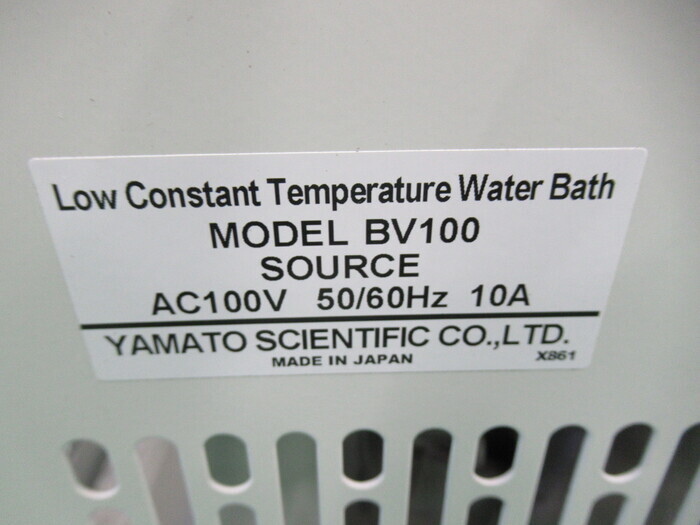 Low Constant Temperature Water Bath
MODEL BV100
SOURCE
AC100V 50/60Hz 10A
YAMATO SCIENTIFIC CO.,LTD.
MADE IN JAPAN X861